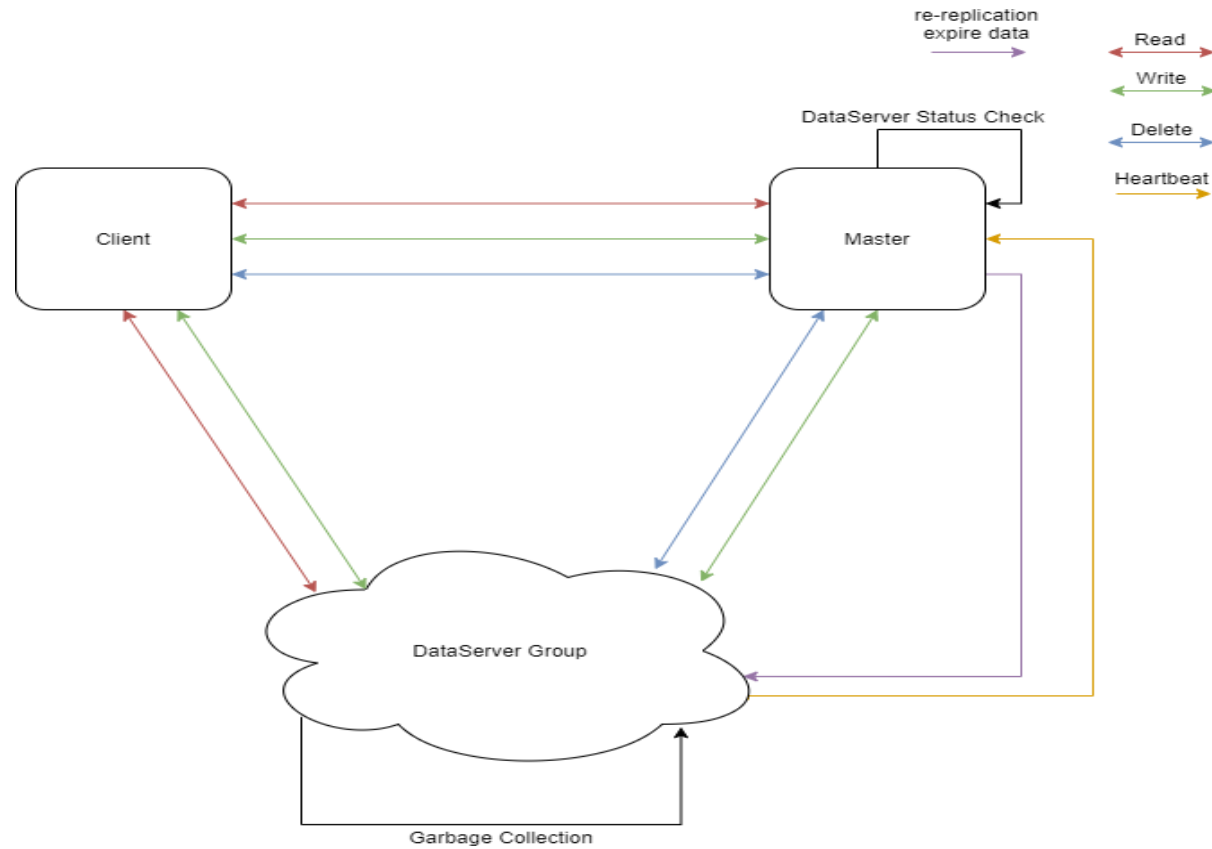 re-replication
expire data
Read
Write
DataServer Status Check
Delete
Heartbeat
Client
Master
DataServer Group
Garbage Collection